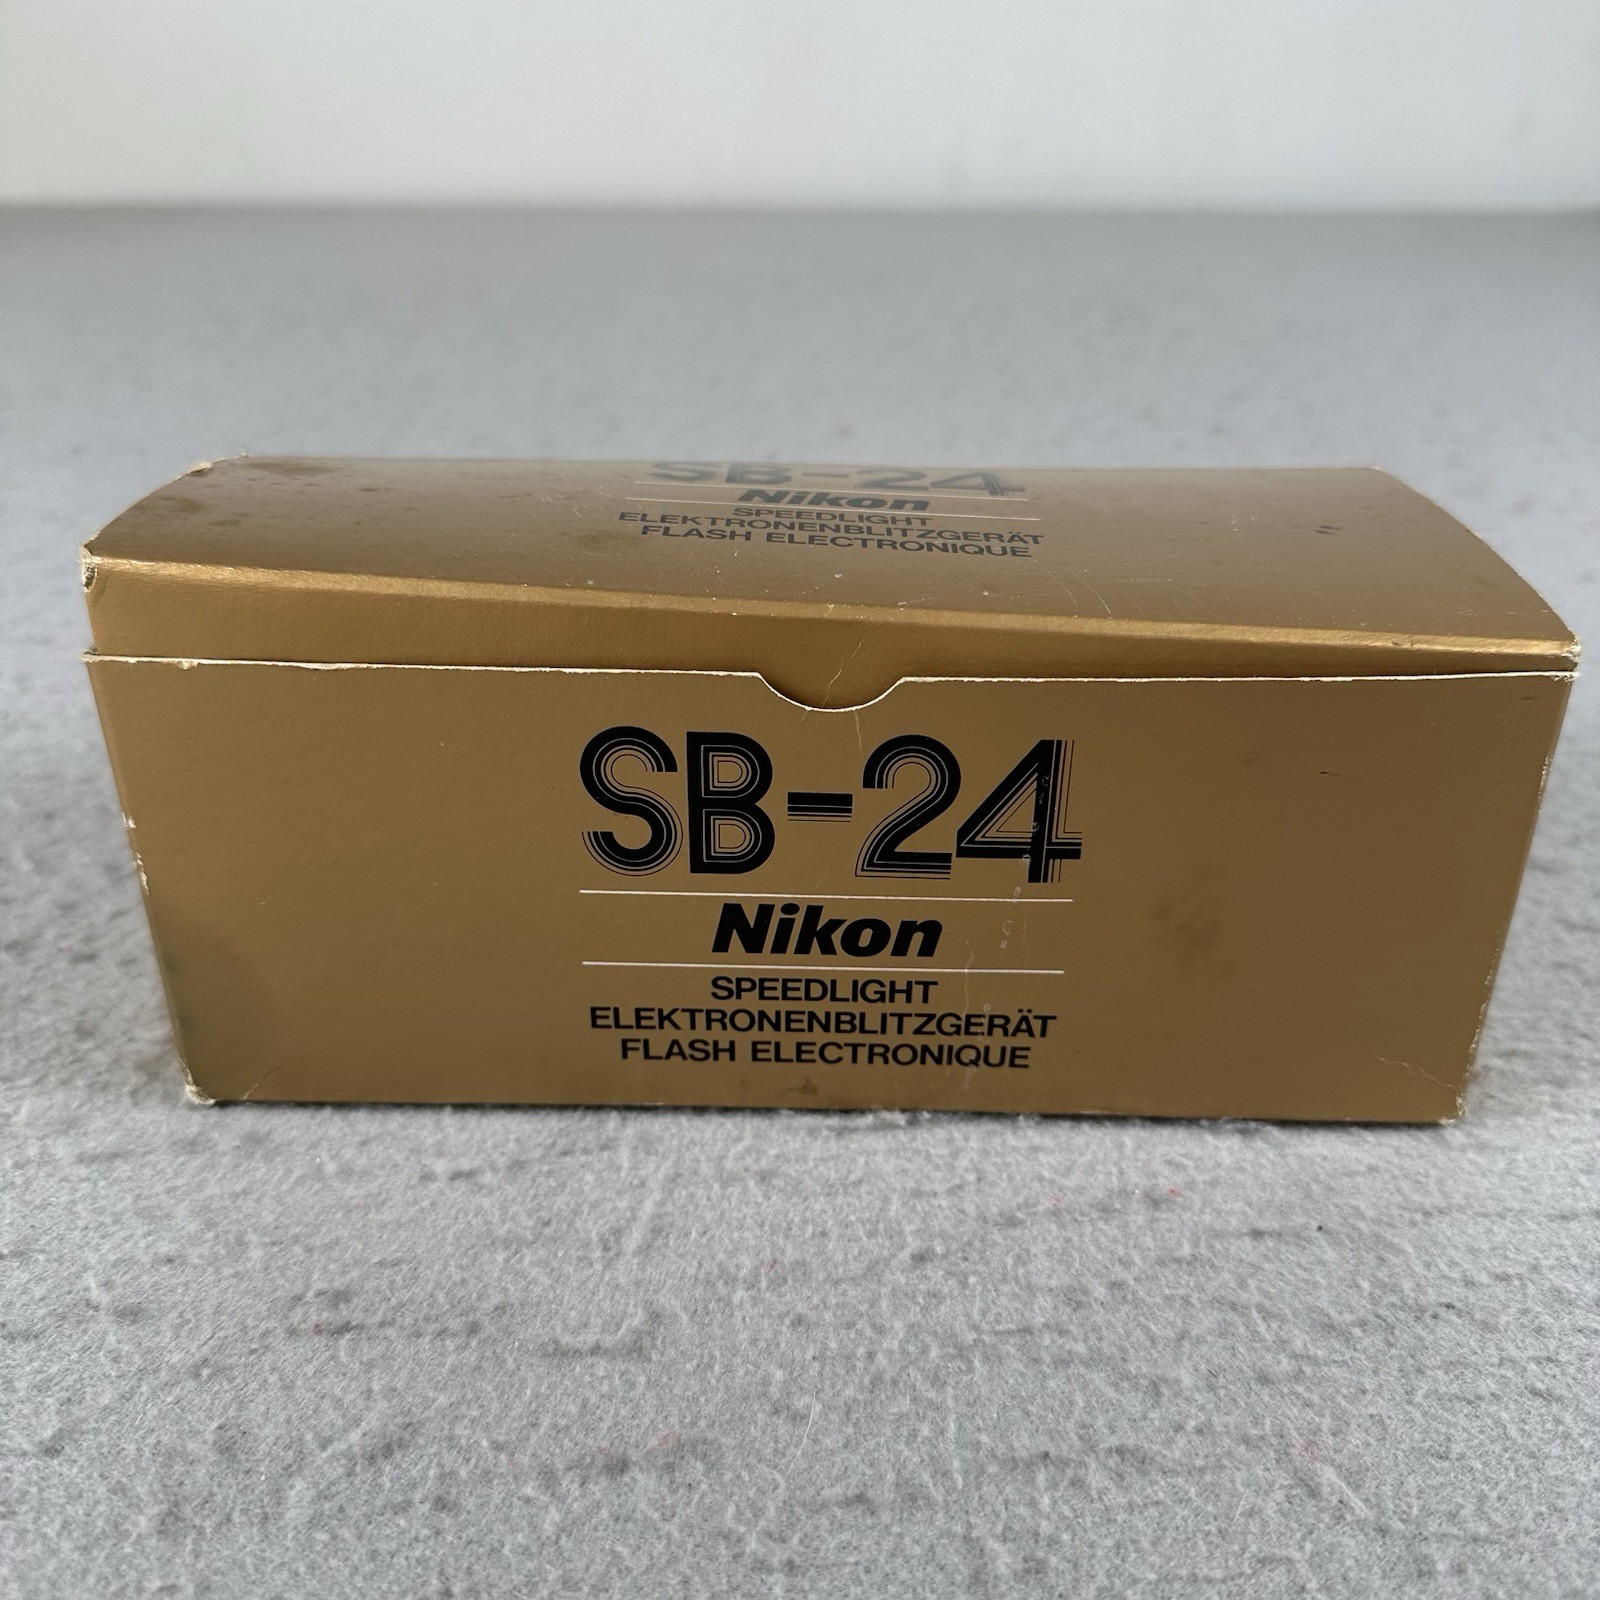 SB-24
Nikon
SPEEDLIGHT
ELEKTRONENBLITZGERÄT
FLASH ELECTRONIQUE
SB-24
Nikon
SPEEDLIGHT
ELEKTRONENBLITZGERÄT
FLASH ELECTRONIQUE